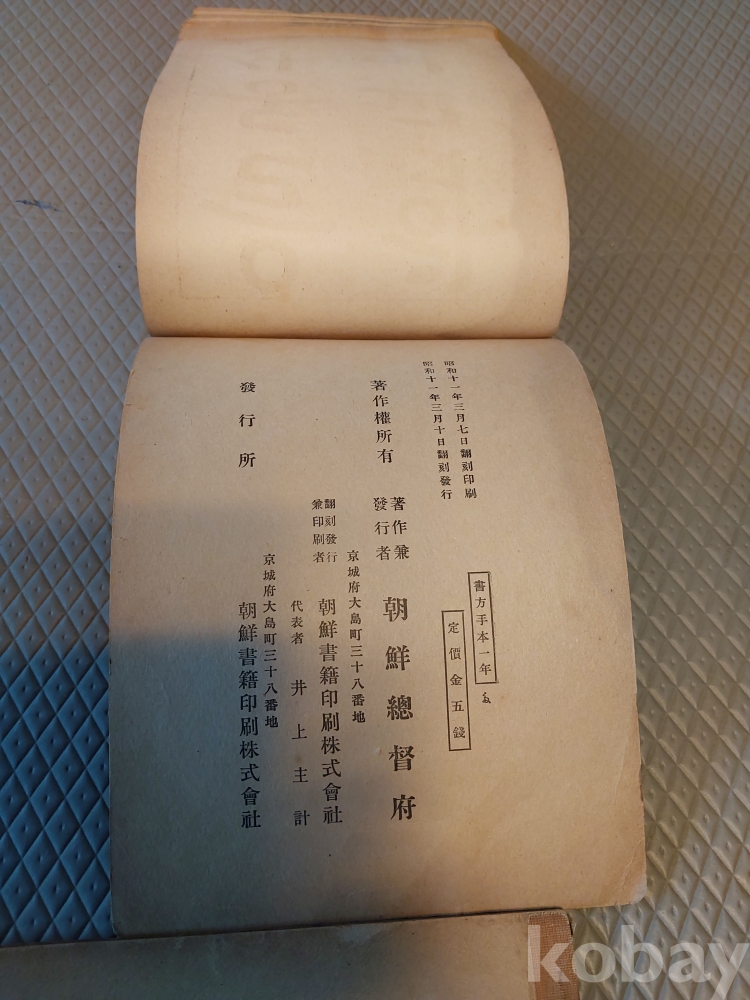 昭和十一年三月七日翻刻印刷
昭和十一年三月十日翻刻發行
書方手本一年
定價金五錢
著作權所有
著作兼
發行者
朝鮮總督府
京城府大島町三十八番地
翻刻發行
兼印刷者
朝鮮書籍印刷株式會社
代表者 井上主計
京城府大島町三十八番地
發行所
朝鮮書籍印刷株式會社
kobay